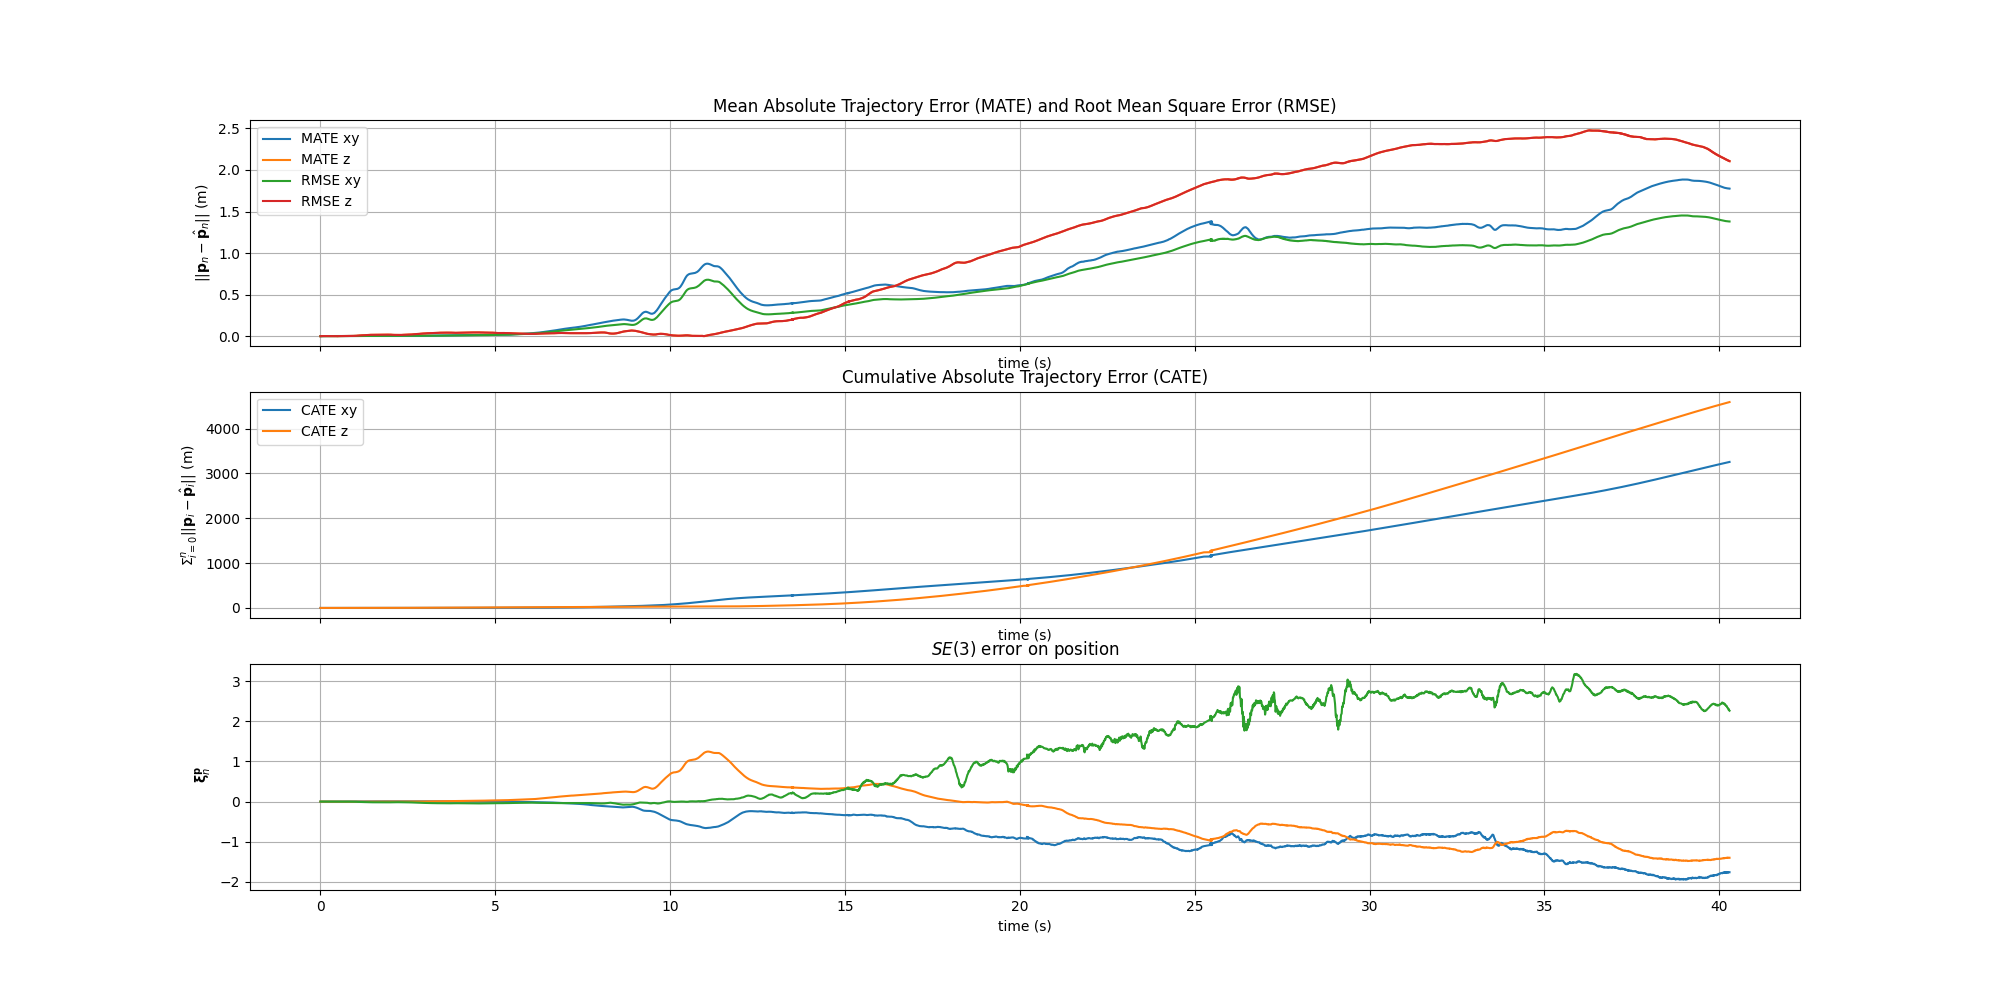 Mean Absolute Trajectory Error (MATE) and Root Mean Square Error (RMSE)
||𝐩ₙ − 𝐩̂ₙ|| (m)
2.5
2.0
1.5
1.0
0.5
0.0
MATE xy
MATE z
RMSE xy
RMSE z
time (s)
Cumulative Absolute Trajectory Error (CATE)
Σⁿᵢ₌₀||𝐩ᵢ − 𝐩̂ᵢ|| (m)
4000
3000
2000
1000
0
CATE xy
CATE z
time (s)
SE(3) error on position
𝛏ₙᵖ
3
2
1
0
−1
−2
0 5 10 15 20 25 30 35 40
time (s)